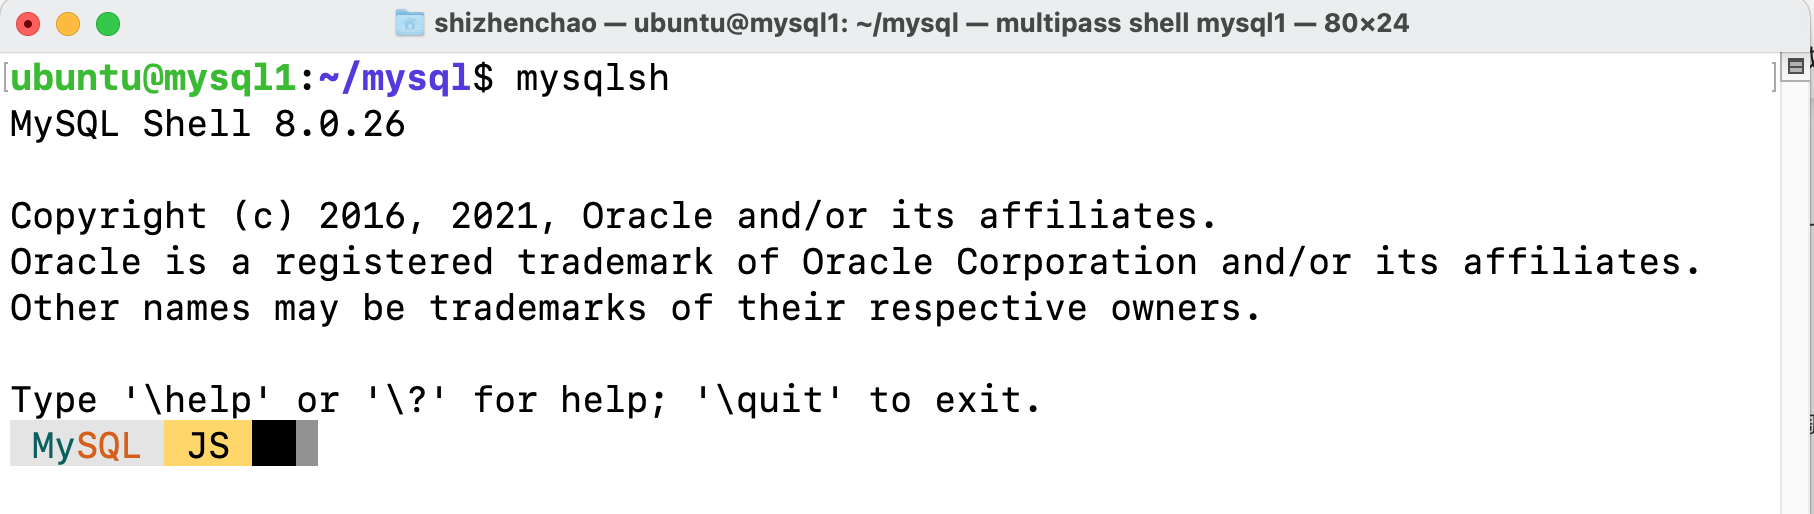 shizhenchao — ubuntu@mysql1: ~/mysql — multipass shell mysql1 — 80×24
[ubuntu@mysql1:~/mysql$ mysqlsh ]
MySQL Shell 8.0.26
Copyright (c) 2016, 2021, Oracle and/or its affiliates.
Oracle is a registered trademark of Oracle Corporation and/or its affiliates.
Other names may be trademarks of their respective owners.
Type '\help' or '\?' for help; '\quit' to exit.
MySQL JS